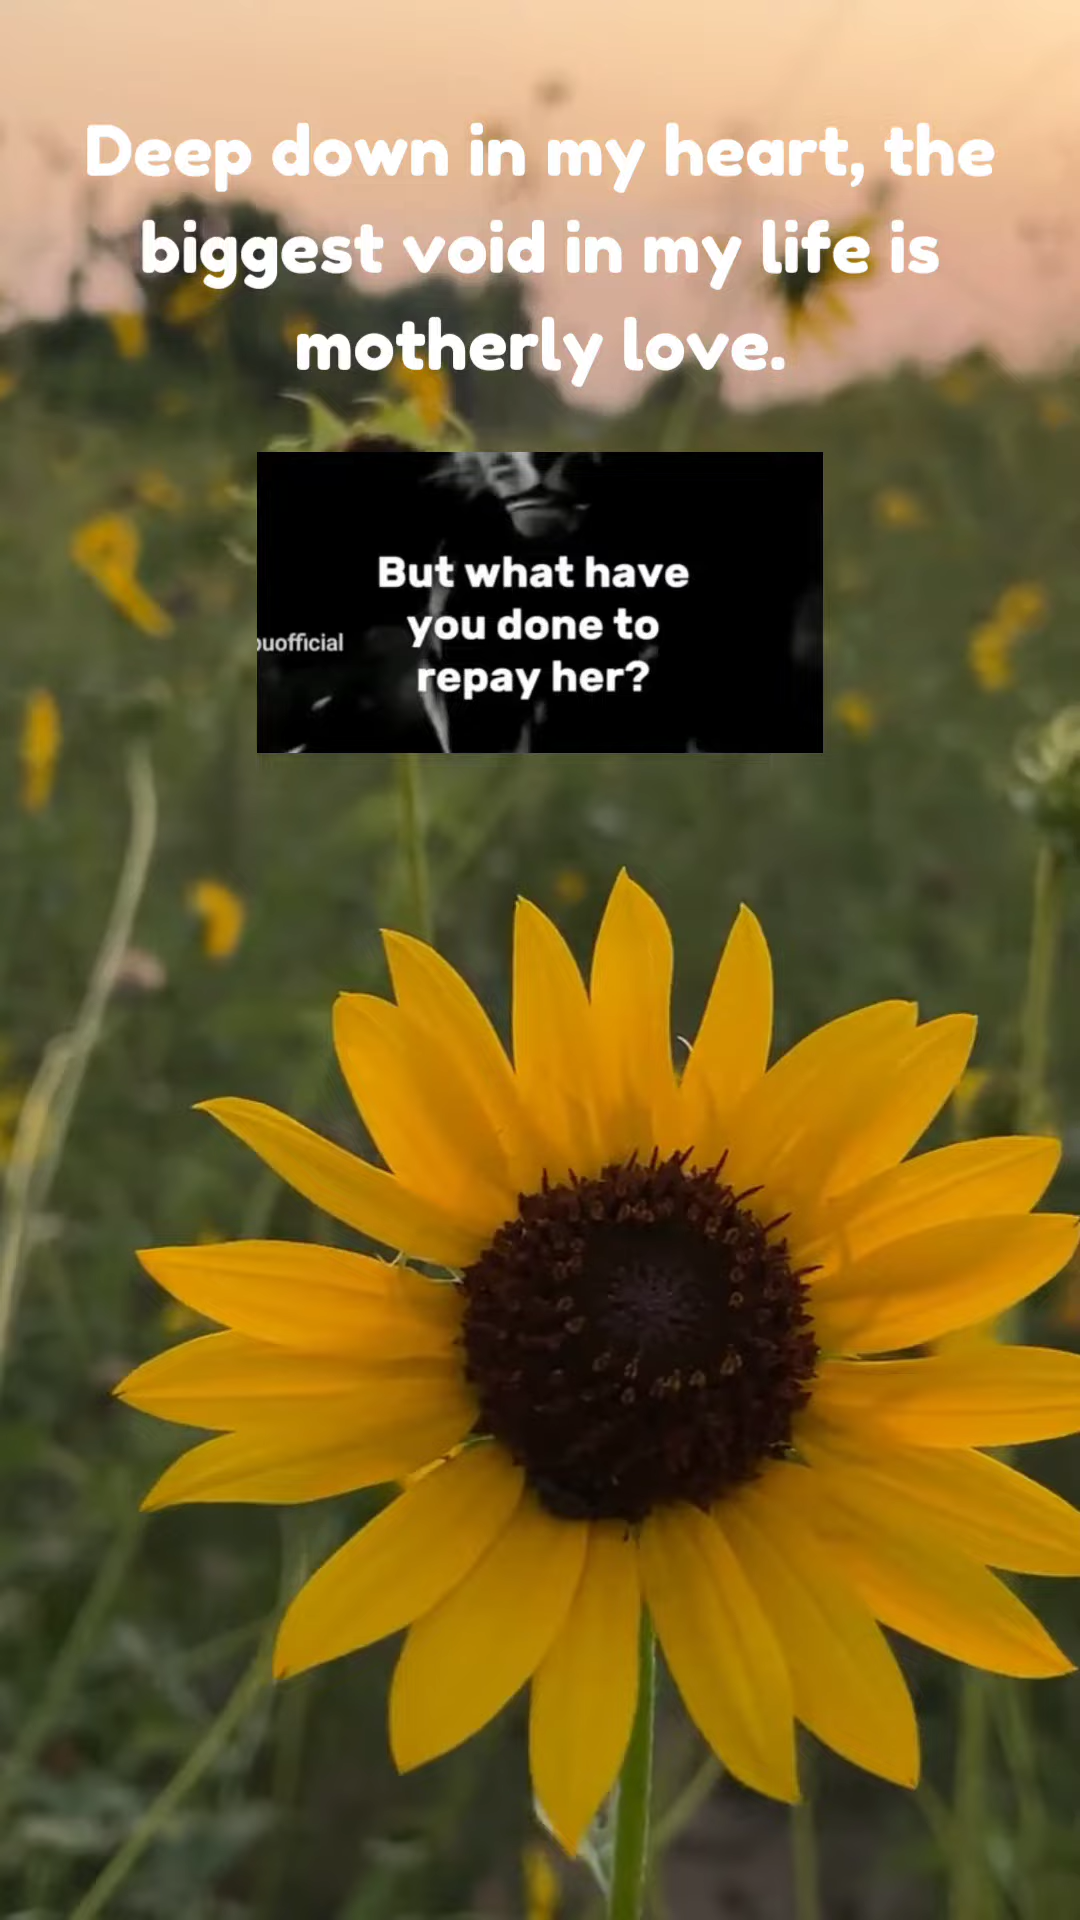 Deep down in my heart, the
biggest void in my life is
motherly love.
But what have
you done to
ouofficial
repay her?